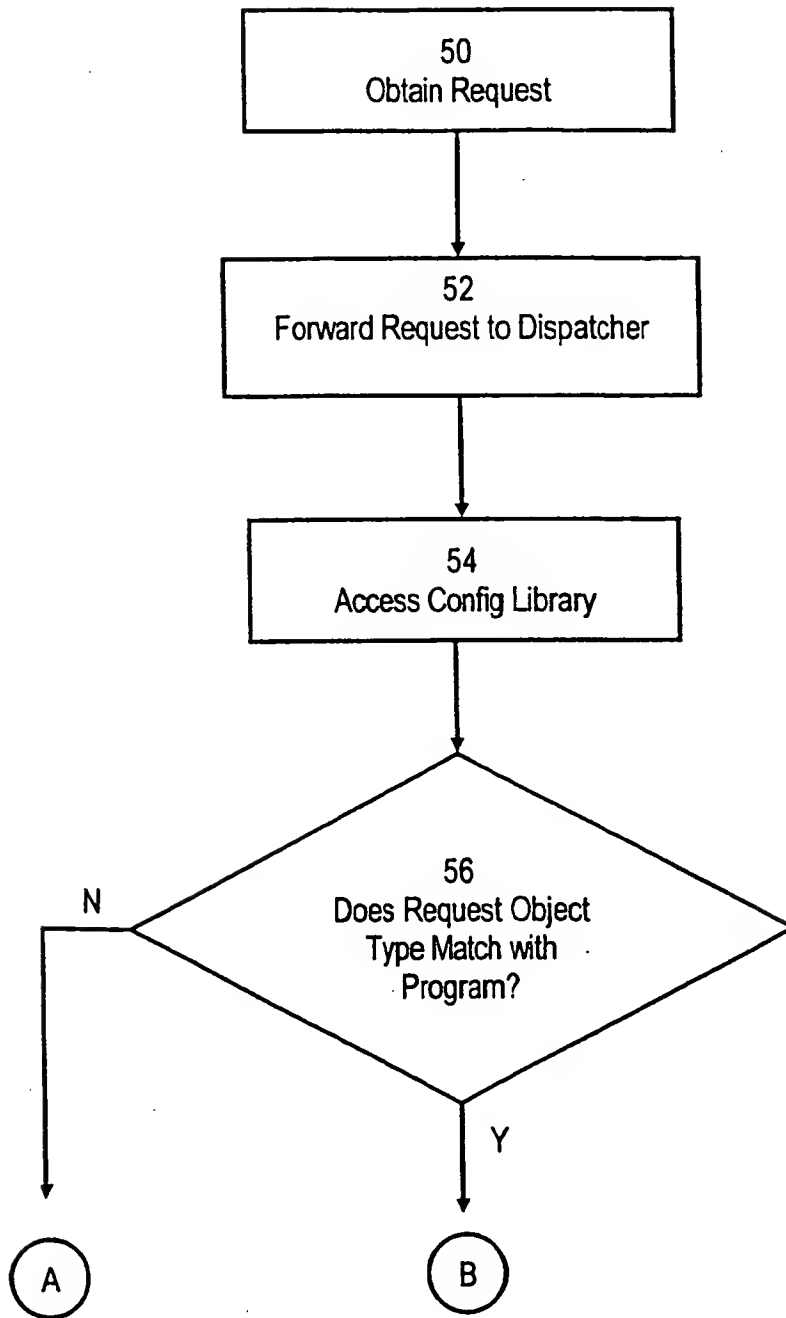 50
Obtain Request
52
Forward Request to Dispatcher
54
Access Config Library
56
Does Request Object
Type Match with
Program?
N
Y
A
B